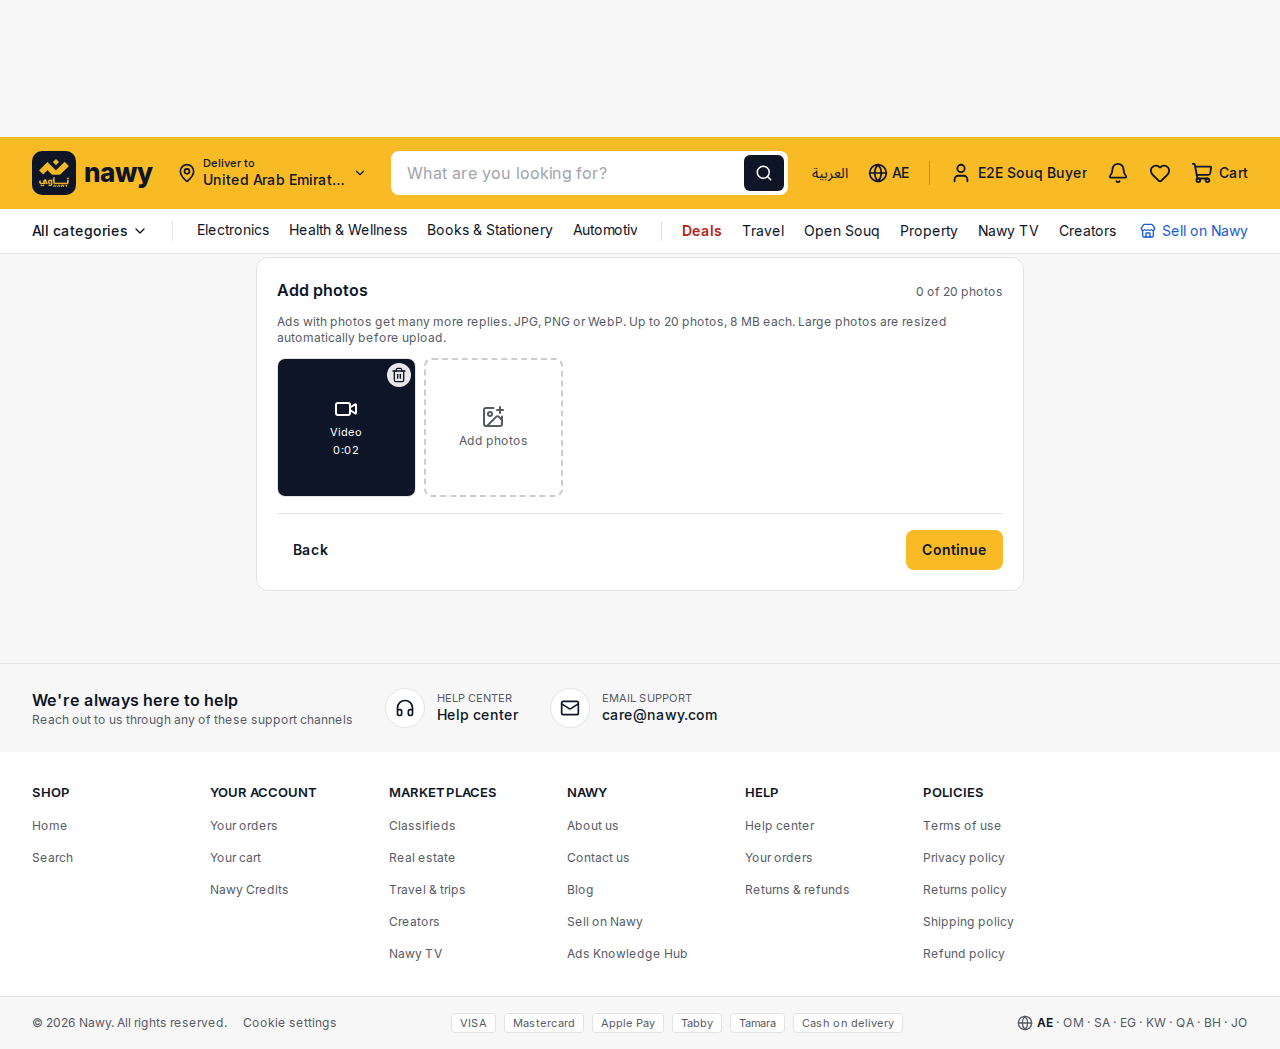 ناوي
NAWY
nawy
Deliver to
United Arab Emirat...
What are you looking for?
العربية
AE
E2E Souq Buyer
Cart
All categories
Electronics
Health & Wellness
Books & Stationery
Automotiv
Deals
Travel
Open Souq
Property
Nawy TV
Creators
Sell on Nawy
Add photos
0 of 20 photos
Ads with photos get many more replies. JPG, PNG or WebP. Up to 20 photos, 8 MB each. Large photos are resized
automatically before upload.
Video
0:02
Add photos
Back
Continue
We're always here to help
Reach out to us through any of these support channels
HELP CENTER
Help center
EMAIL SUPPORT
care@nawy.com
SHOP
Home
Search
YOUR ACCOUNT
Your orders
Your cart
Nawy Credits
MARKETPLACES
Classifieds
Real estate
Travel & trips
Creators
Nawy TV
NAWY
About us
Contact us
Blog
Sell on Nawy
Ads Knowledge Hub
HELP
Help center
Your orders
Returns & refunds
POLICIES
Terms of use
Privacy policy
Returns policy
Shipping policy
Refund policy
© 2026 Nawy. All rights reserved.
Cookie settings
VISA
Mastercard
Apple Pay
Tabby
Tamara
Cash on delivery
AE · OM · SA · EG · KW · QA · BH · JO